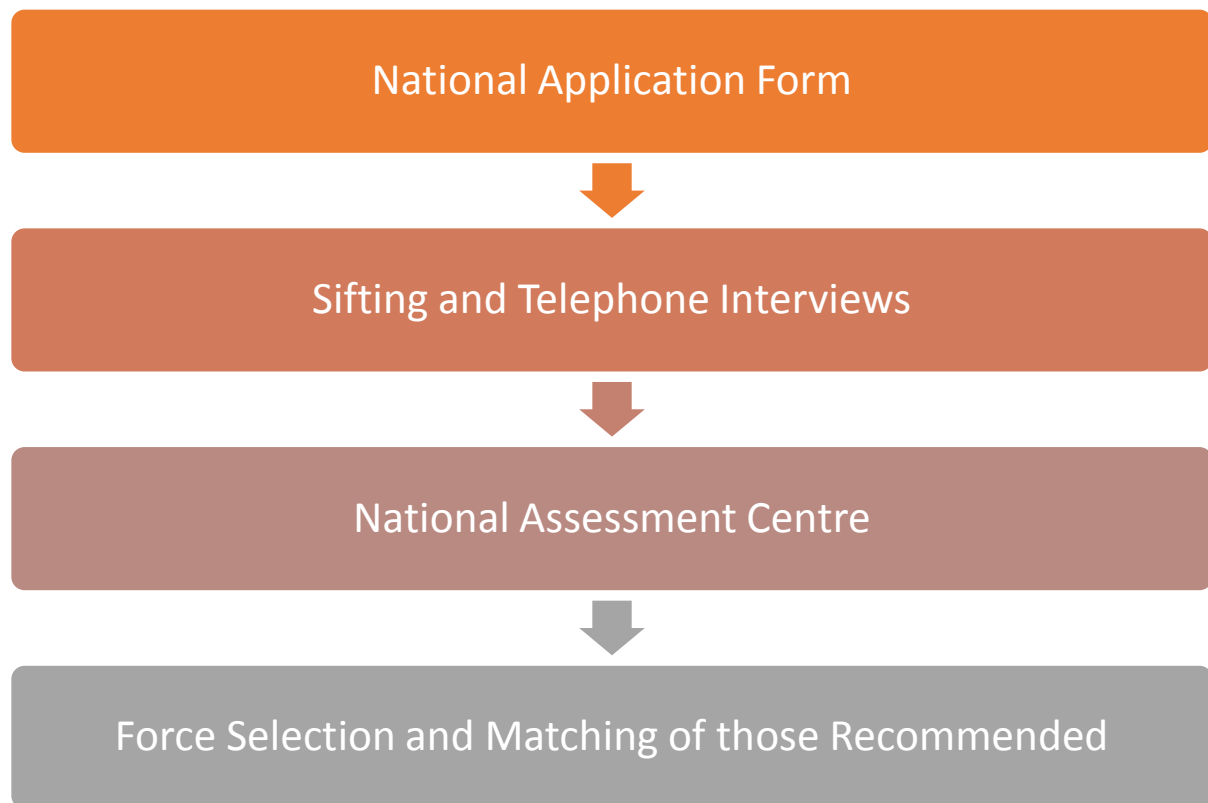 National Application Form
Sifting and Telephone Interviews
National Assessment Centre
Force Selection and Matching of those Recommended